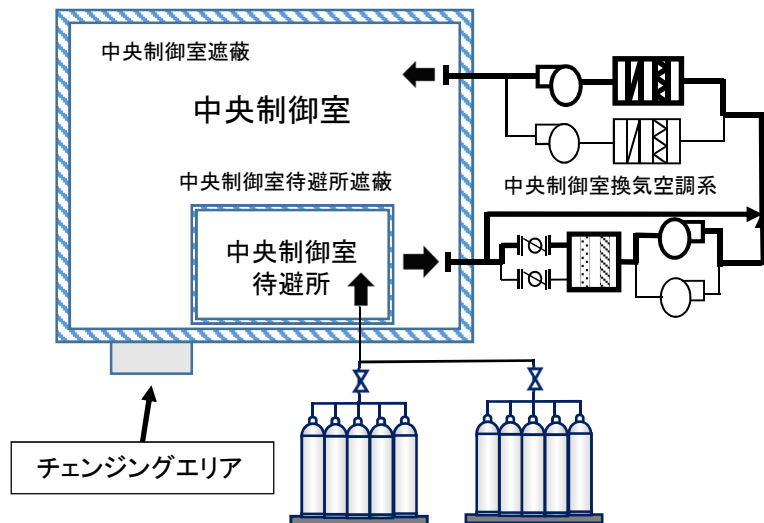 中央制御室遮蔽
中央制御室
中央制御室待避所遮蔽
中央制御室換気空調系
中央制御室
待避所
チェンジングエリア